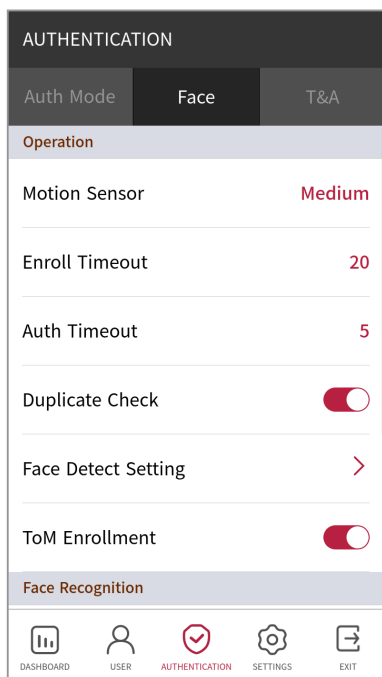 AUTHENTICATION
Auth Mode Face T&A
Operation
Motion Sensor Medium
Enroll Timeout 20
Auth Timeout 5
Duplicate Check
Face Detect Setting
ToM Enrollment
Face Recognition
DASHBOARD USER AUTHENTICATION SETTINGS EXIT